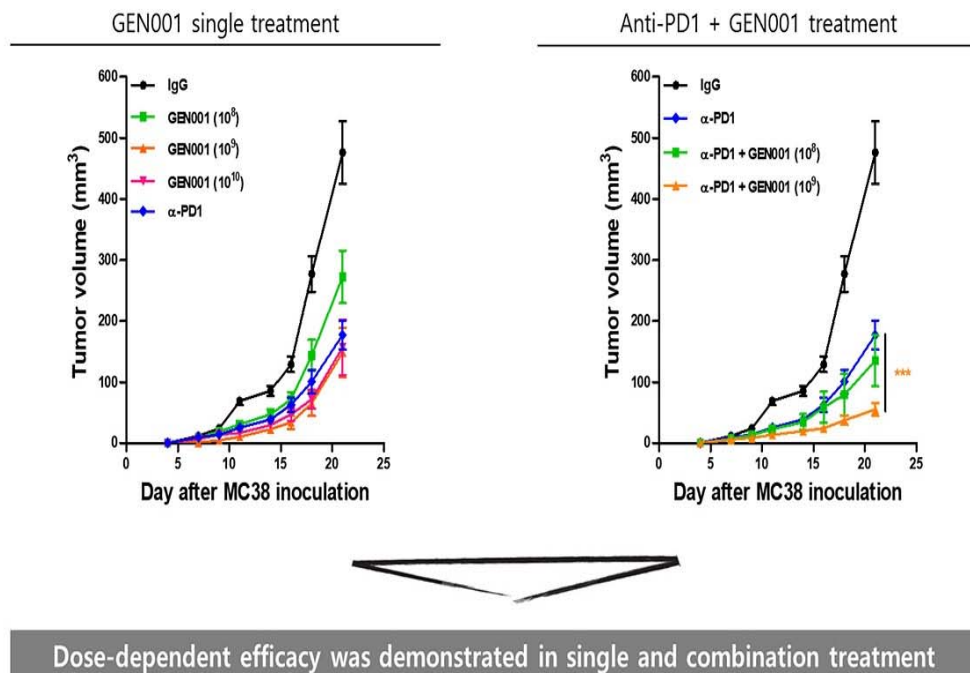 GEN001 single treatment
600
500
400
300
200
100
0
Tumor volume (mm³)
IgG
GEN001 (10⁸)
GEN001 (10⁹)
GEN001 (10¹⁰)
α-PD1
0 5 10 15 20 25
Day after MC38 inoculation
Anti-PD1 + GEN001 treatment
600
500
400
300
200
100
0
Tumor volume (mm³)
IgG
α-PD1
α-PD1 + GEN001 (10⁸)
α-PD1 + GEN001 (10⁹)
***
0 5 10 15 20 25
Day after MC38 inoculation
Dose-dependent efficacy was demonstrated in single and combination treatment